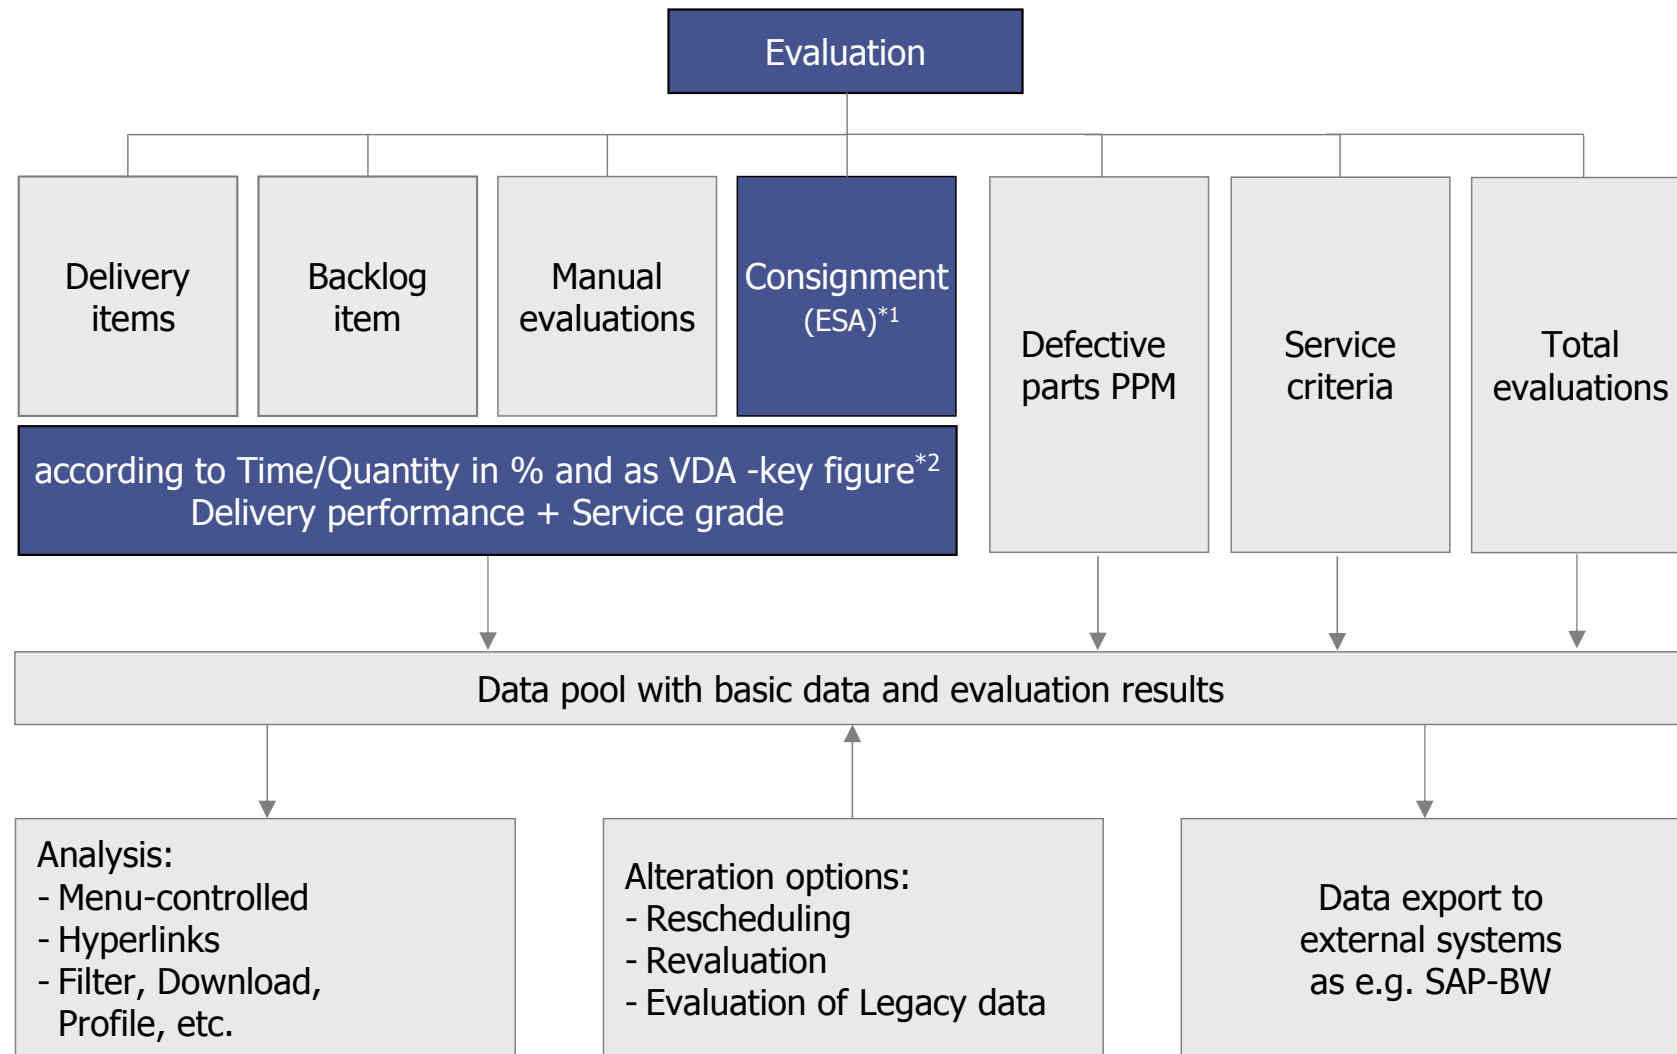 Evaluation
Delivery
items
Backlog
item
Manual
evaluations
Consignment
(ESA)*1
Defective
parts PPM
Service
criteria
Total
evaluations
according to Time/Quantity in % and as VDA -key figure*2
Delivery performance + Service grade
Data pool with basic data and evaluation results
Analysis:
- Menu-controlled
- Hyperlinks
- Filter, Download,
Profile, etc.
Alteration options:
- Rescheduling
- Revaluation
- Evaluation of Legacy data
Data export to
external systems
as e.g. SAP-BW